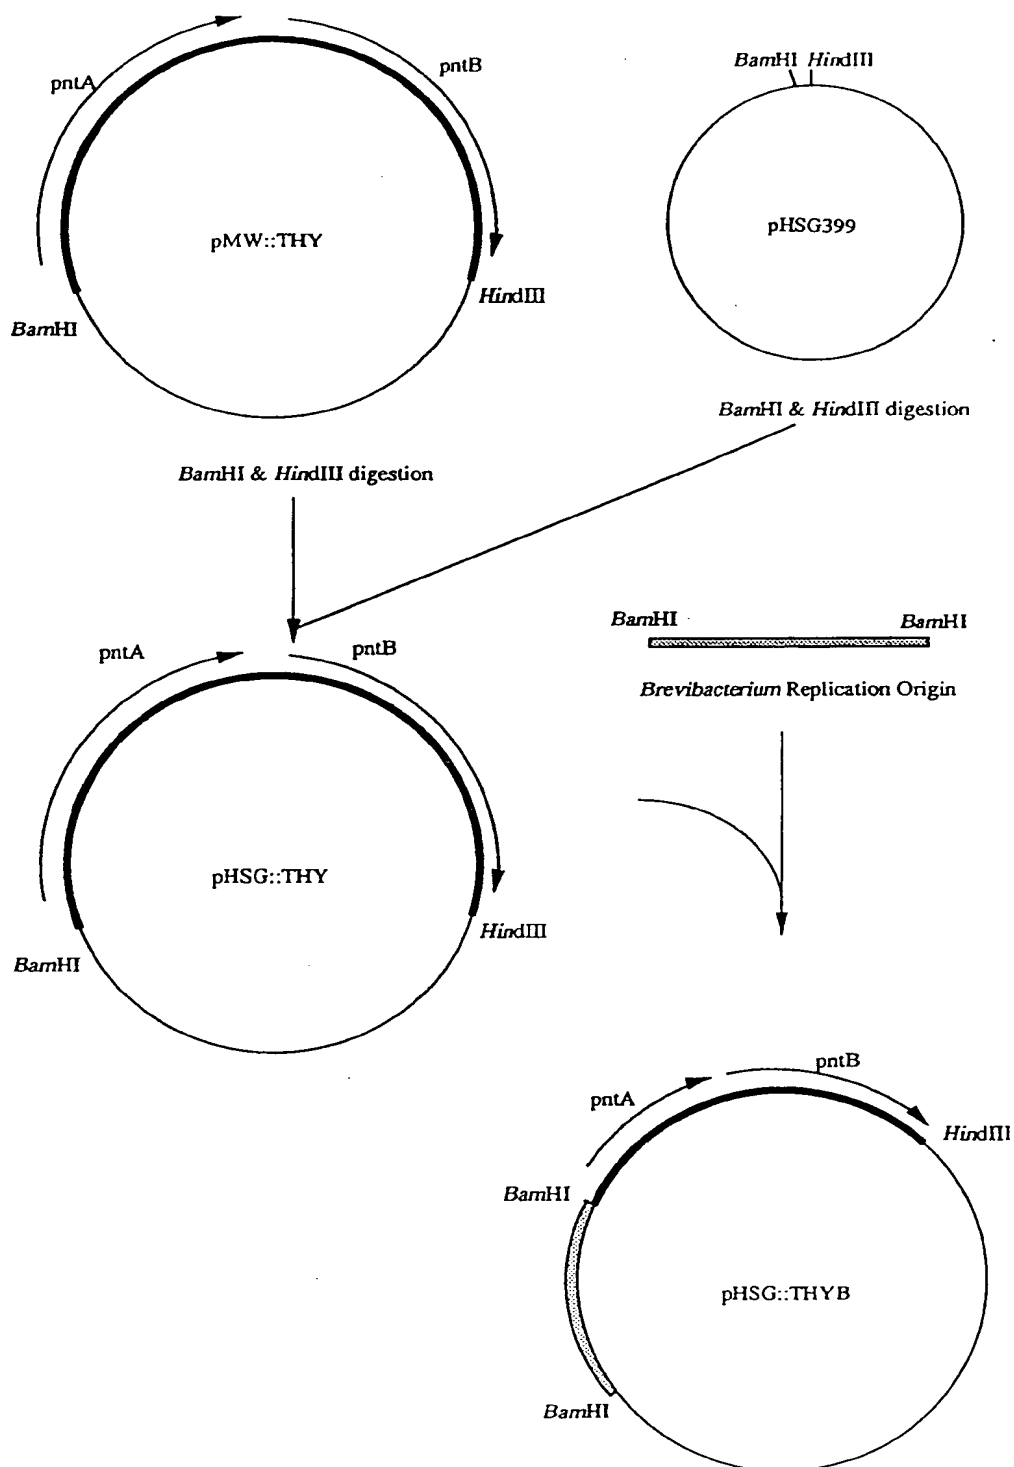 pntA
pntB
BamHI HindIII
pMW::THY
pHSG399
HindIII
BamHI
BamHI & HindIII digestion
BamHI & HindIII digestion
BamHI
BamHI
pntA
pntB
Brevibacterium Replication Origin
pHSG::THY
HindIII
BamHI
pntB
pntA
HindIII
BamHI
pHSG::THYB
BamHI